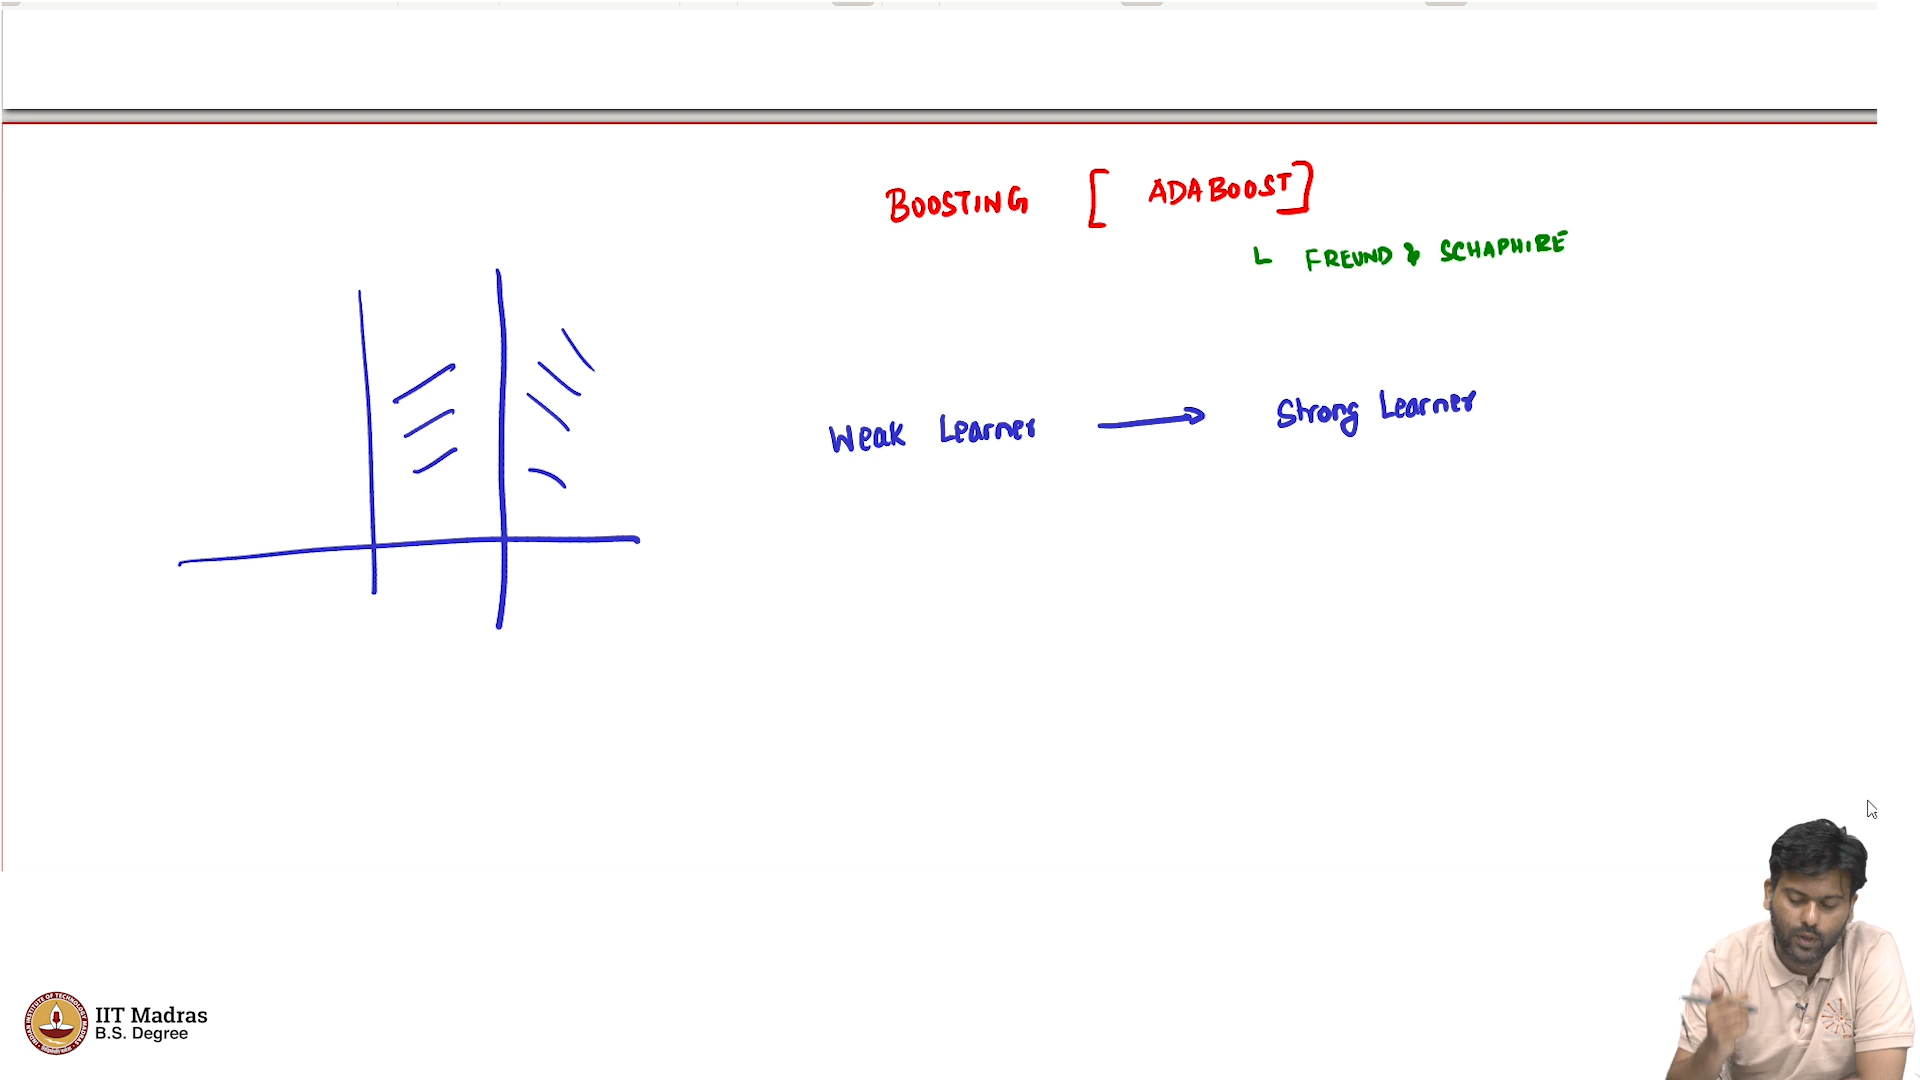 BOOSTING [ ADABOOST]
FREUND & SCHAPHIRE
Weak Learner → Strong Learner
IIT Madras
B.S. Degree